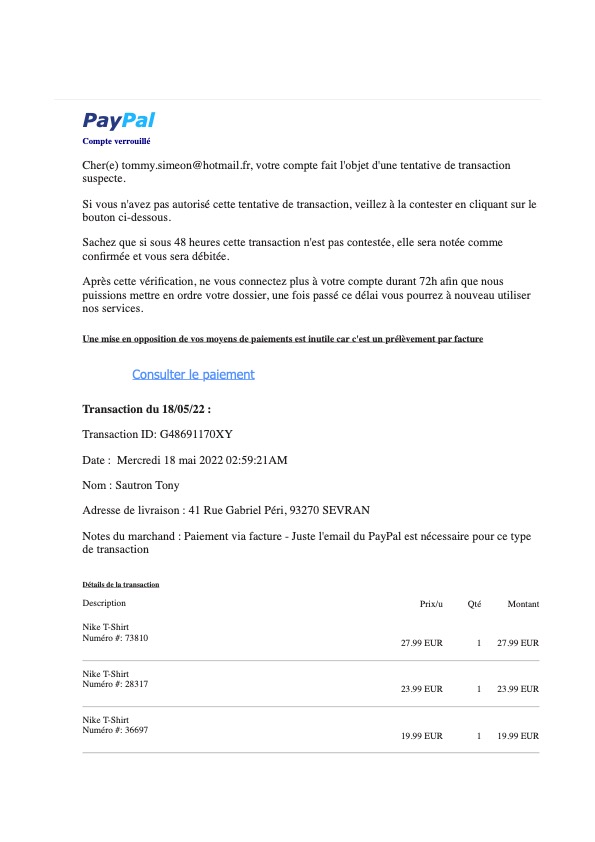 PayPal
Compte verrouillé
Cher(e) tommy.simeon@hotmail.fr, votre compte fait l'objet d'une tentative de transaction
suspecte.
Si vous n'avez pas autorisé cette tentative de transaction, veillez à la contester en cliquant sur le
bouton ci-dessous.
Sachez que si sous 48 heures cette transaction n'est pas contestée, elle sera notée comme
confirmée et vous sera débitée.
Après cette vérification, ne vous connectez plus à votre compte durant 72h afin que nous
puissions mettre en ordre votre dossier, une fois passé ce délai vous pourrez à nouveau utiliser
nos services.
Une mise en opposition de vos moyens de paiements est inutile car c'est un prélèvement par facture
Consulter le paiement
Transaction du 18/05/22 :
Transaction ID: G48691170XY
Date :  Mercredi 18 mai 2022 02:59:21AM
Nom : Sautron Tony
Adresse de livraison : 41 Rue Gabriel Péri, 93270 SEVRAN
Notes du marchand : Paiement via facture - Juste l'email du PayPal est nécessaire pour ce type
de transaction
Détails de la transaction
Description Prix/u Qté Montant
Nike T-Shirt
Numéro #: 73810
27.99 EUR 1 27.99 EUR
Nike T-Shirt
Numéro #: 28317
23.99 EUR 1 23.99 EUR
Nike T-Shirt
Numéro #: 36697
19.99 EUR 1 19.99 EUR